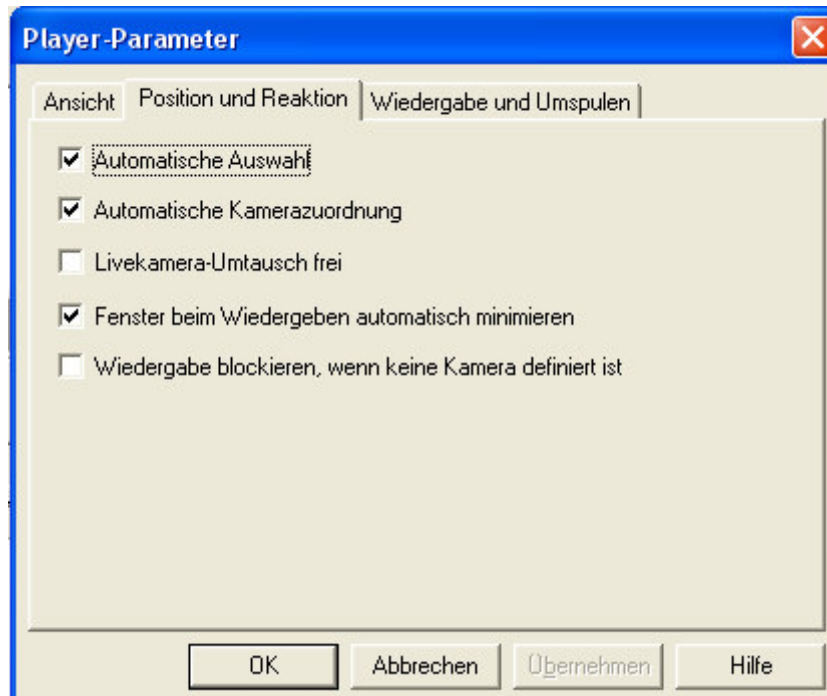 Player-Parameter
Ansicht Position und Reaktion Wiedergabe und Umspulen
Automatische Auswahl
Automatische Kamerazuordnung
Livekamera-Umtausch frei
Fenster beim Wiedergeben automatisch minimieren
Wiedergabe blockieren, wenn keine Kamera definiert ist
OK Abbrechen Übernehmen Hilfe